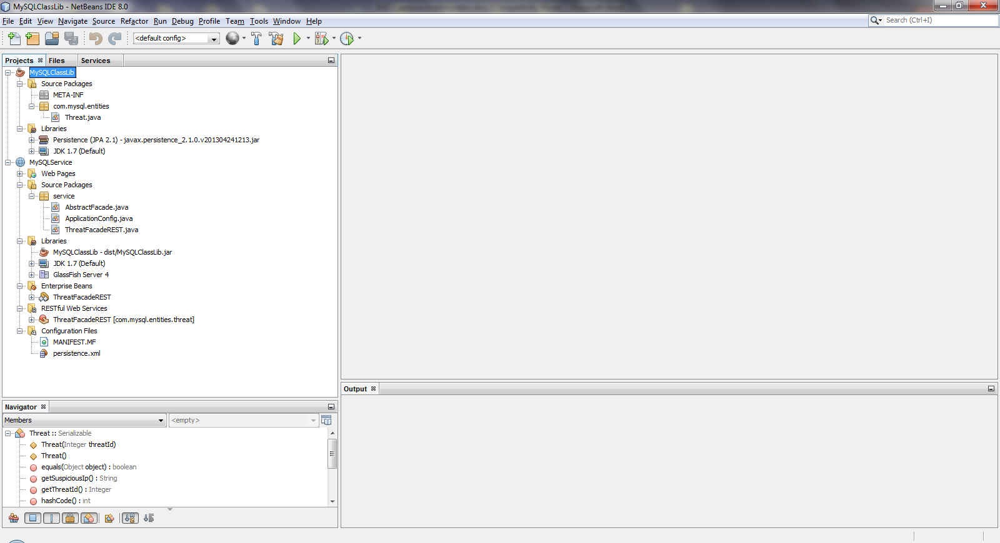 MySQLClassLib - NetBeans IDE 8.0
File Edit View Navigate Source Refactor Run Debug Profile Team Tools Window Help
Search (Ctrl+I)
<default config>
Projects Files Services
MySQLClassLib
Source Packages
META-INF
com.mysql.entities
Threat.java
Libraries
Persistence (JPA 2.1) - javax.persistence_2.1.0.v201304241213.jar
JDK 1.7 (Default)
MySQLService
Web Pages
Source Packages
service
AbstractFacade.java
ApplicationConfig.java
ThreatFacadeREST.java
Libraries
MySQLClassLib - dist/MySQLClassLib.jar
JDK 1.7 (Default)
GlassFish Server 4
Enterprise Beans
ThreatFacadeREST
RESTful Web Services
ThreatFacadeREST [com.mysql.entities.threat]
Configuration Files
MANIFEST.MF
persistence.xml
Output
Navigator
Members
<empty>
Threat :: Serializable
Threat(Integer threatId)
Threat()
equals(Object object) : boolean
getSuspiciousIp() : String
getThreatId() : Integer
hashCode() : int